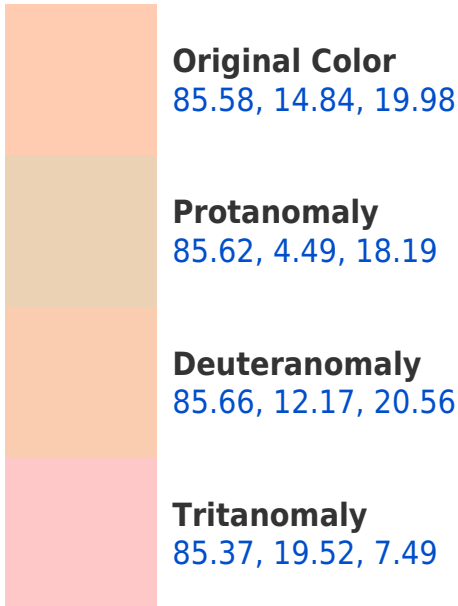 Original Color
85.58, 14.84, 19.98
Protanomaly
85.62, 4.49, 18.19
Deuteranomaly
85.66, 12.17, 20.56
Tritanomaly
85.37, 19.52, 7.49